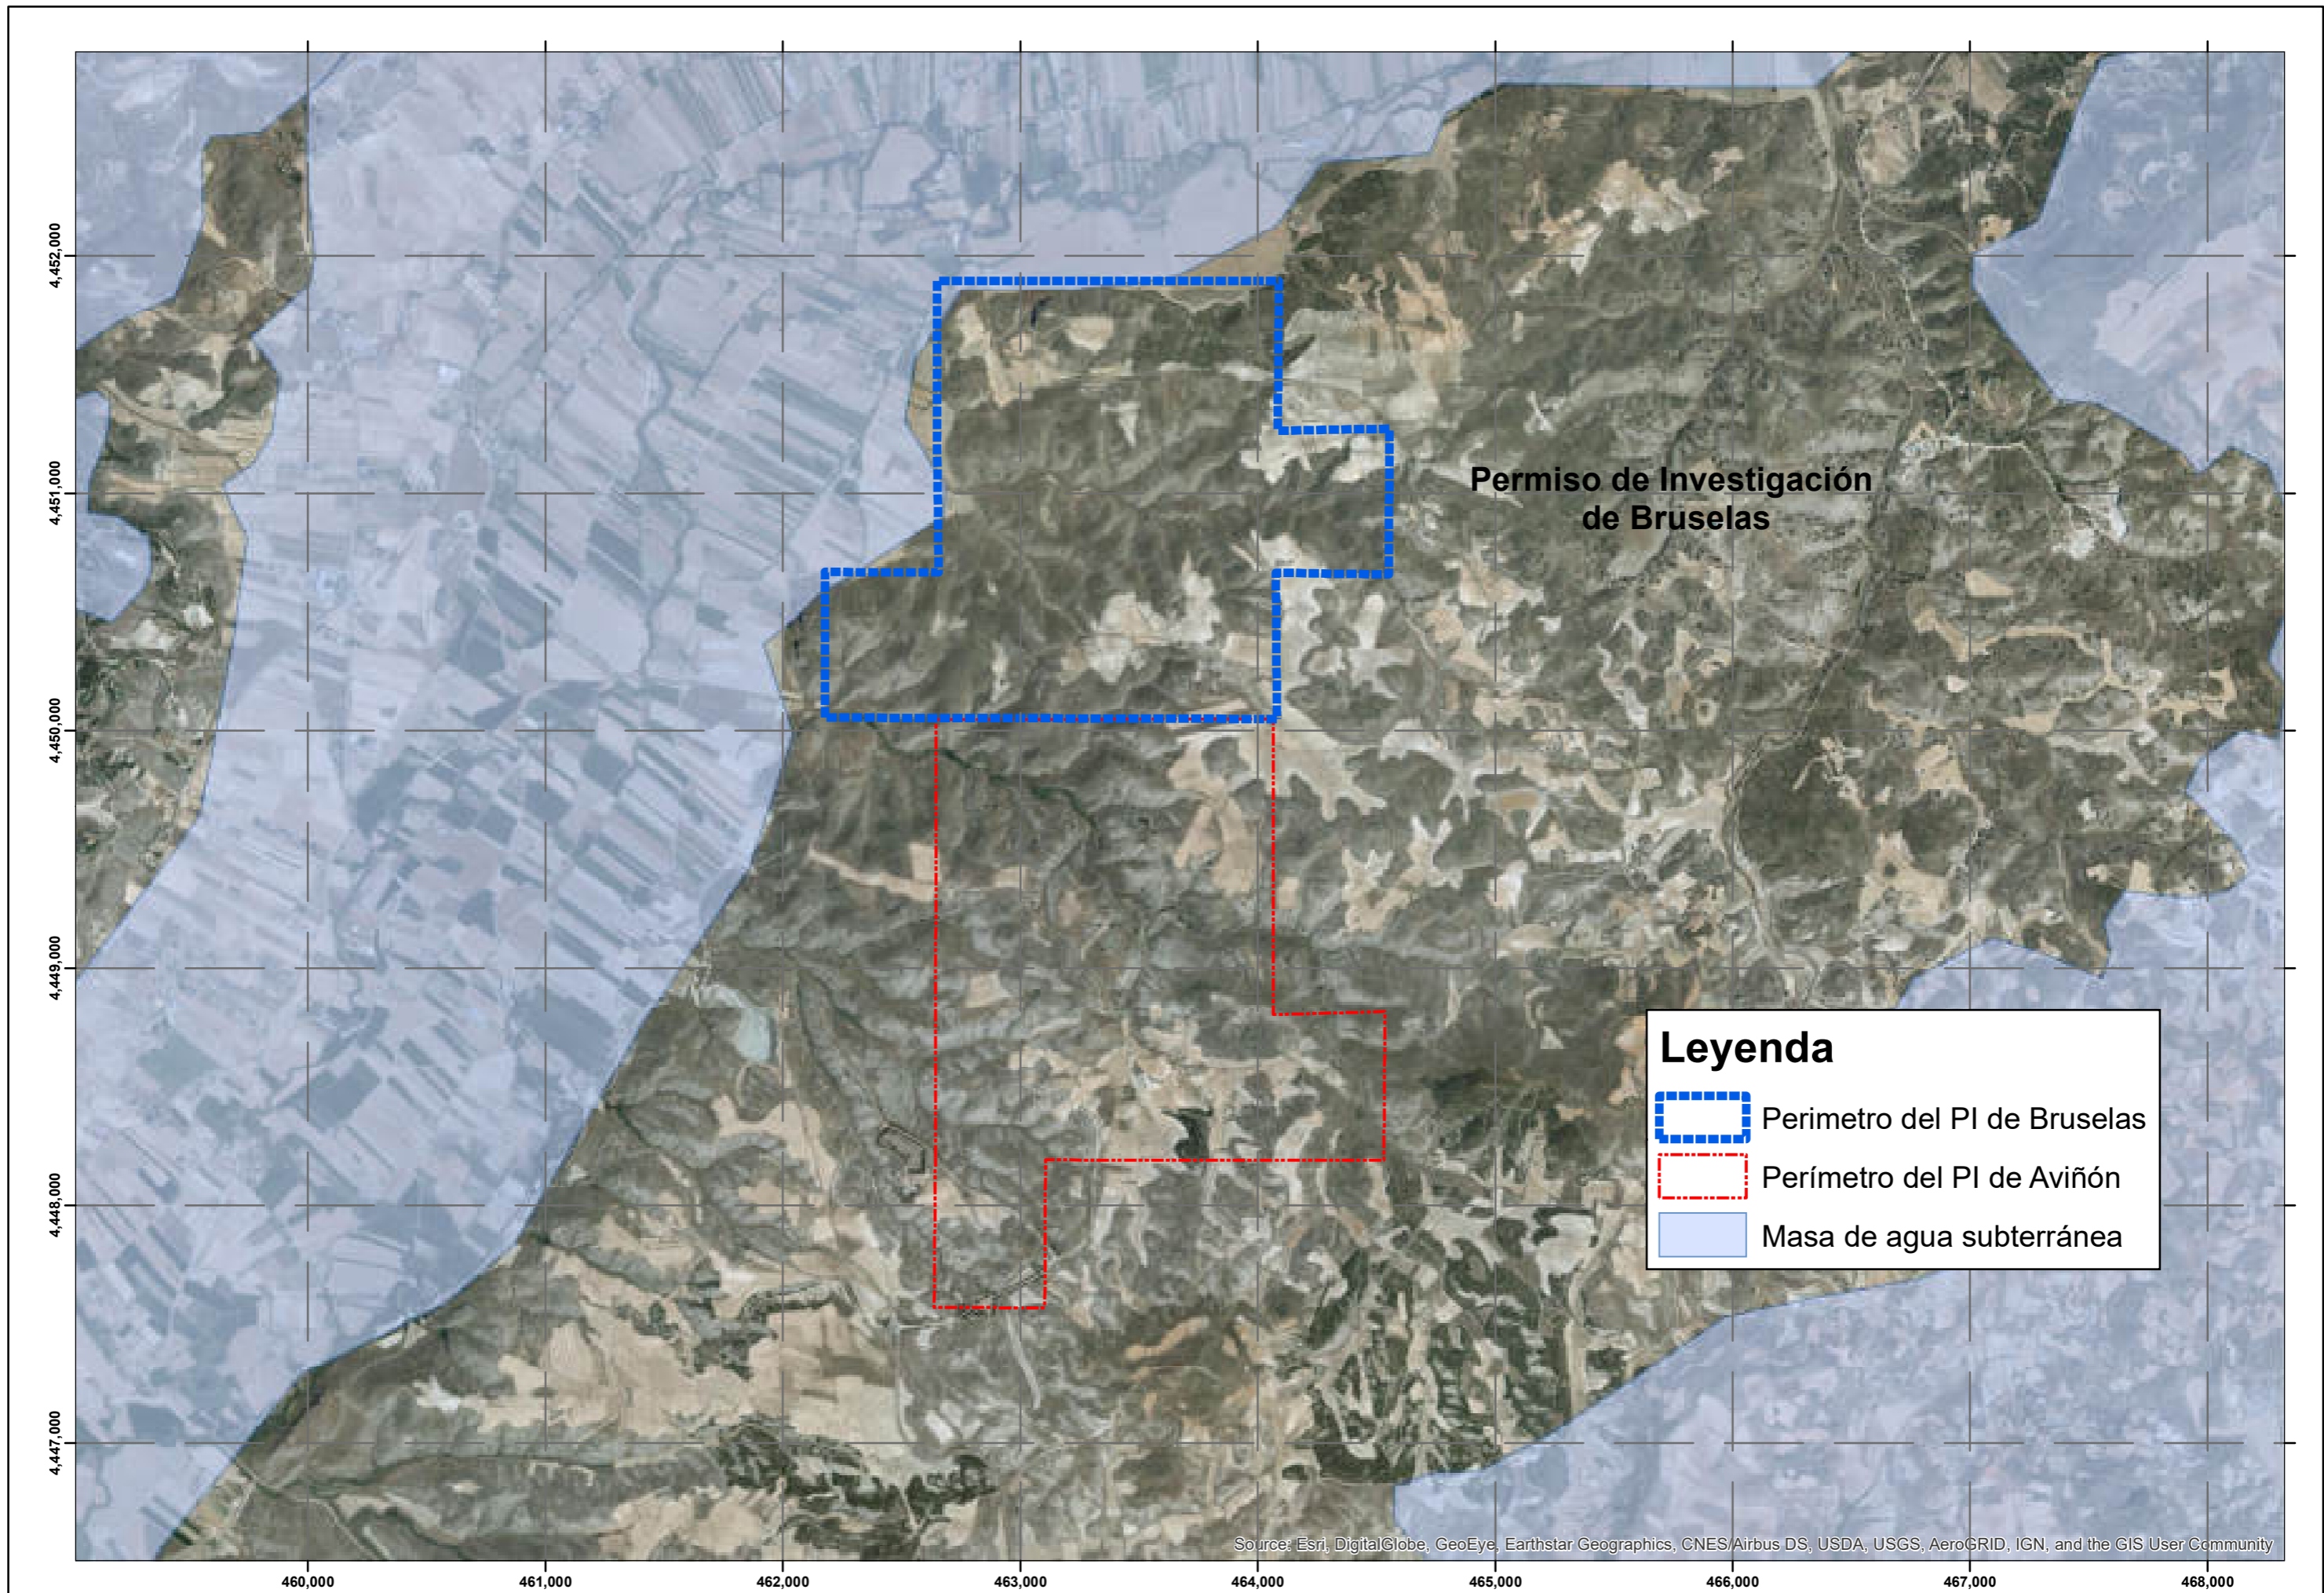 4,452,000
4,451,000
4,450,000
4,449,000
4,448,000
4,447,000
Permiso de Investigación
de Bruselas
Leyenda
Perimetro del PI de Bruselas
Perímetro del PI de Aviñón
Masa de agua subterránea
Source: Esri, DigitalGlobe, GeoEye, Earthstar Geographics, CNES/Airbus DS, USDA, USGS, AeroGRID, IGN, and the GIS User Community
460,000 461,000 462,000 463,000 464,000 465,000 466,000 467,000 468,000